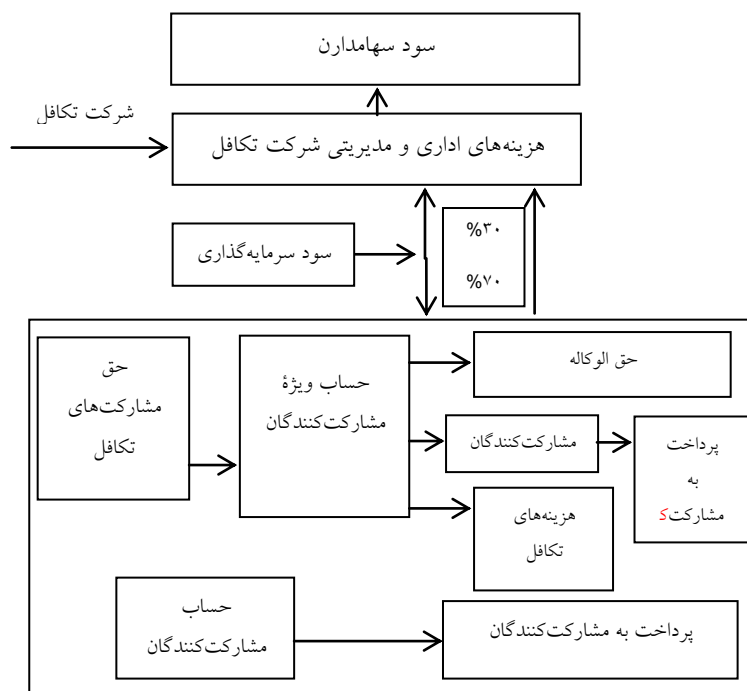 سود سهامدارن
شرکت تکافل
هزینه‌های اداری و مدیریتی شرکت تکافل
%۳۰
%۷۰
سود سرمایه‌گذاری
حق
مشارکت‌های
تکافل
حساب ویژۀ
مشارکت‌کنندگان
حق الوکاله
مشارکت‌کنندگان
پرداخت
به
مشارکت‌ک
هزینه‌های
تکافل
حساب
مشارکت‌کنندگان
پرداخت به مشارکت‌کنندگان